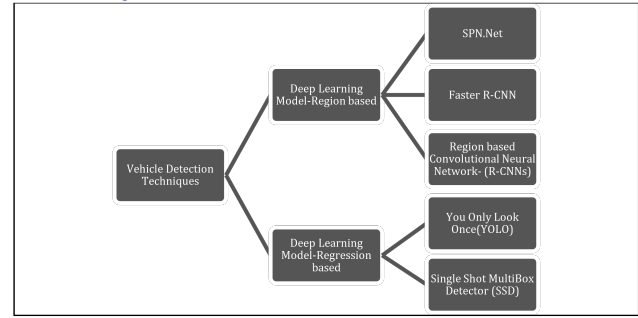 SPN.Net
Deep Learning
Model-Region based
Faster R-CNN
Region based
Convolutional Neural
Network- (R-CNNs)
Vehicle Detection
Techniques
You Only Look
Once(YOLO)
Deep Learning
Model-Regression
based
Single Shot MultiBox
Detector (SSD)